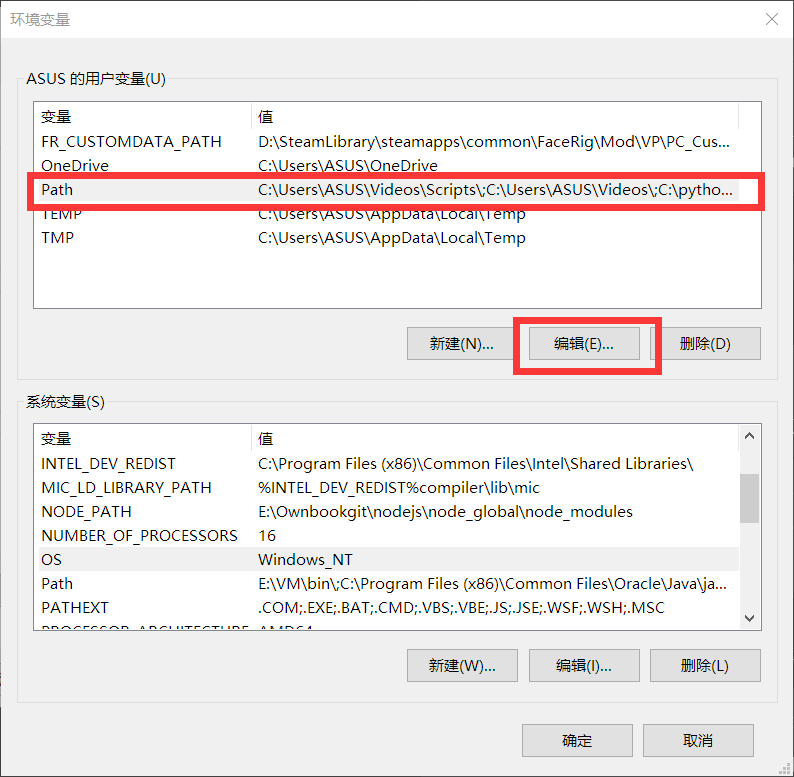 环境变量
ASUS 的用户变量(U)
变量 值
FR_CUSTOMDATA_PATH D:\SteamLibrary\steamapps\common\FaceRig\Mod\VP\PC_Cus...
OneDrive C:\Users\ASUS\OneDrive
Path C:\Users\ASUS\Videos\Scripts\;C:\Users\ASUS\Videos\;C:\pytho...
TEMP C:\Users\ASUS\AppData\Local\Temp
TMP C:\Users\ASUS\AppData\Local\Temp
新建(N)... 编辑(E)... 删除(D)
系统变量(S)
变量 值
INTEL_DEV_REDIST C:\Program Files (x86)\Common Files\Intel\Shared Libraries\
MIC_LD_LIBRARY_PATH %INTEL_DEV_REDIST%compiler\lib\mic
NODE_PATH E:\Ownbookgit\nodejs\node_global\node_modules
NUMBER_OF_PROCESSORS 16
OS Windows_NT
Path E:\VM\bin\;C:\Program Files (x86)\Common Files\Oracle\Java\ja...
PATHEXT .COM;.EXE;.BAT;.CMD;.VBS;.VBE;.JS;.JSE;.WSF;.WSH;.MSC
PROCESSOR_ARCHITECTURE AMD64
新建(W)... 编辑(I)... 删除(L)
确定 取消